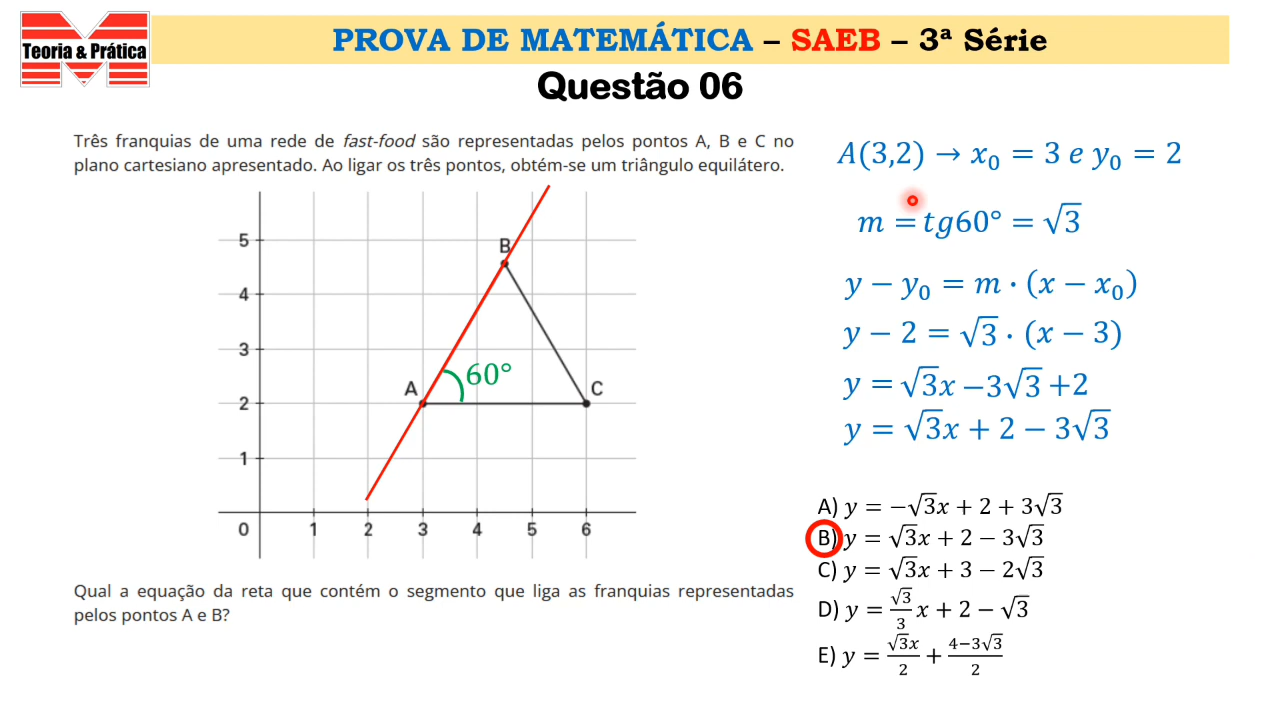 Teoria & Prática
PROVA DE MATEMÁTICA – SAEB – 3ª Série
Questão 06
Três franquias de uma rede de fast-food são representadas pelos pontos A, B e C no
plano cartesiano apresentado. Ao ligar os três pontos, obtém-se um triângulo equilátero.
5
B
4
3
60°
A
C
2
1
0 1 2 3 4 5 6
Qual a equação da reta que contém o segmento que liga as franquias representadas
pelos pontos A e B?
A(3,2) → x₀ = 3 e y₀ = 2
m = tg60° = √3
y − y₀ = m · (x − x₀)
y − 2 = √3 · (x − 3)
y = √3x −3√3 +2
y = √3x + 2 − 3√3
A) y = −√3x + 2 + 3√3
B) y = √3x + 2 − 3√3
C) y = √3x + 3 − 2√3
D) y = √3/3 x + 2 − √3
E) y = √3x/2 + 4−3√3/2